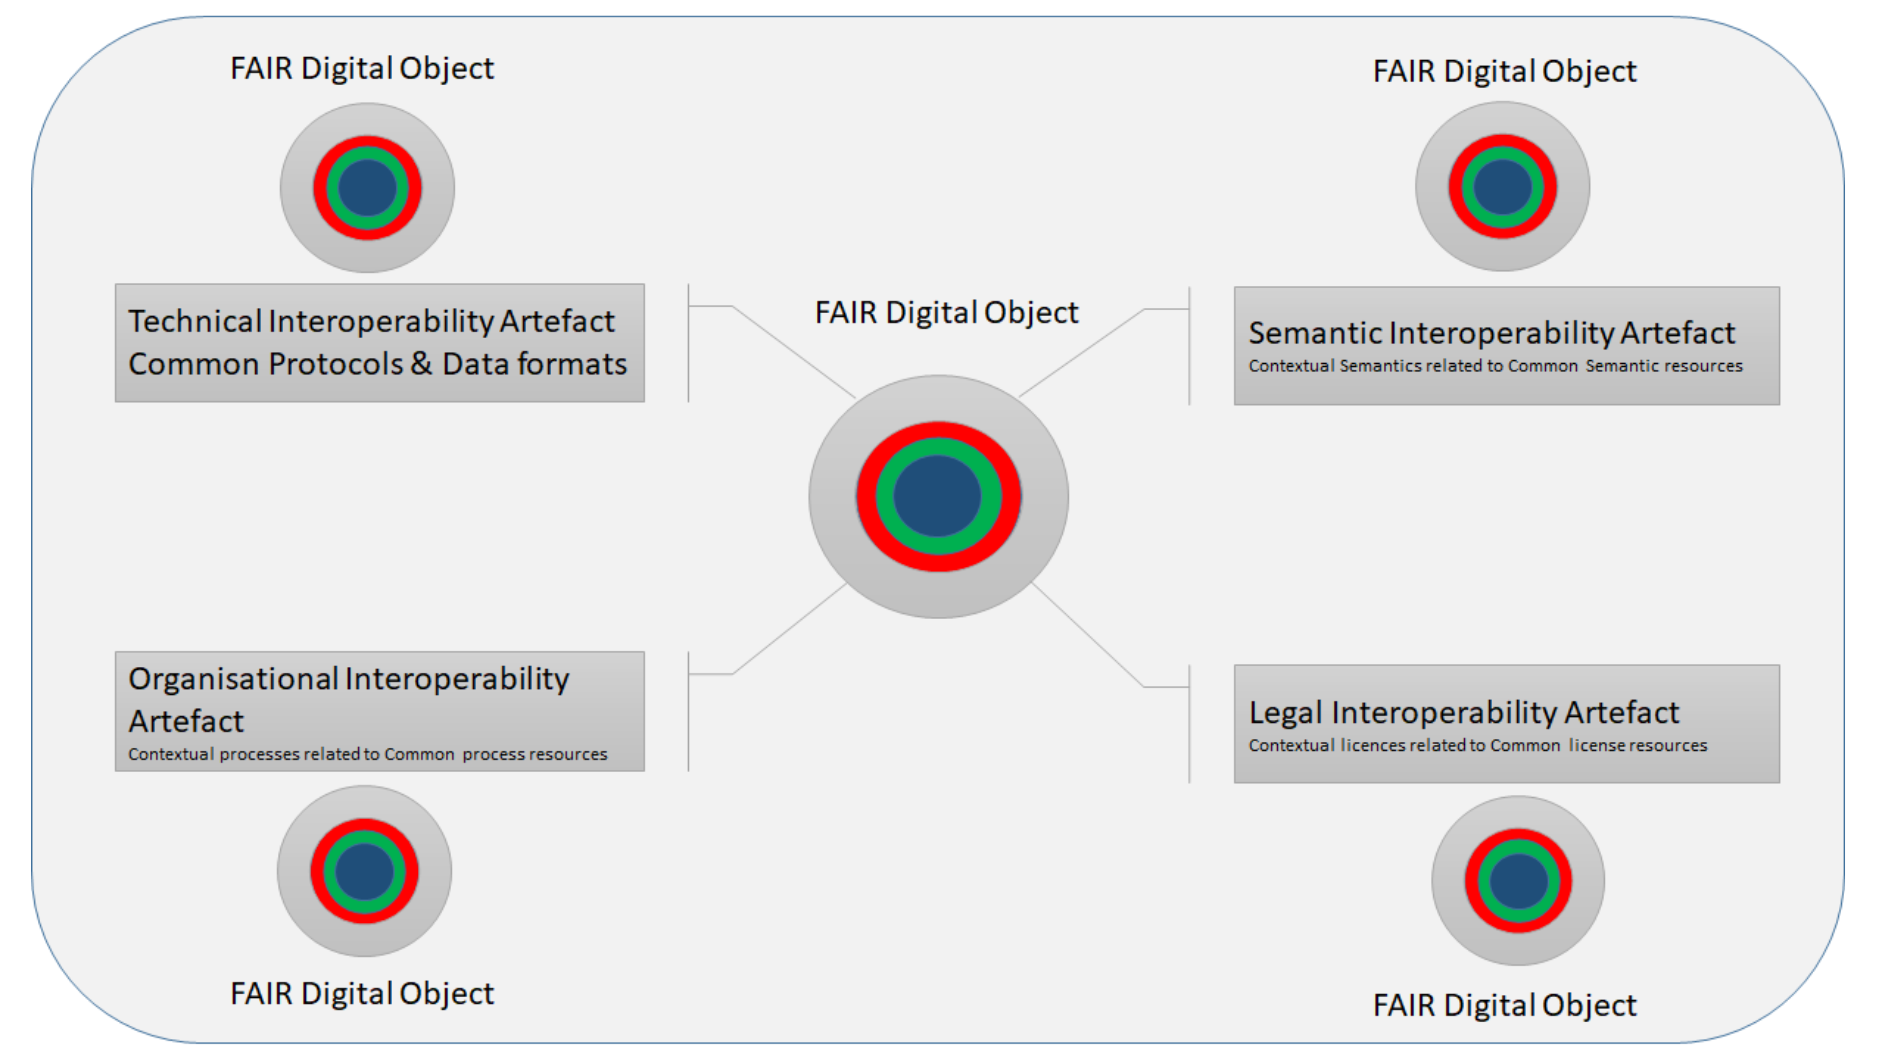 FAIR Digital Object
FAIR Digital Object
Technical Interoperability Artefact
Common Protocols & Data formats
FAIR Digital Object
Semantic Interoperability Artefact
Contextual Semantics related to Common Semantic resources
Organisational Interoperability
Artefact
Contextual processes related to Common process resources
Legal Interoperability Artefact
Contextual licences related to Common license resources
FAIR Digital Object
FAIR Digital Object